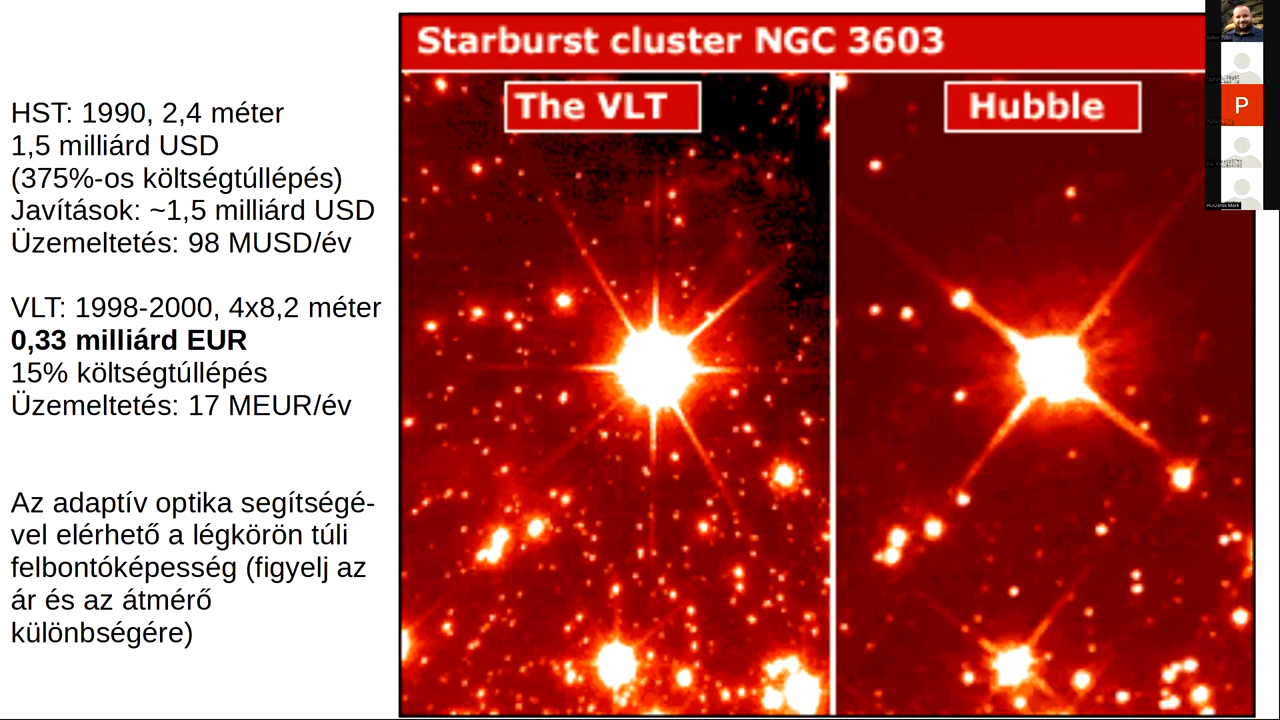 Starburst cluster NGC 3603
The VLT
Hubble
HST: 1990, 2,4 méter
1,5 milliárd USD
(375%-os költségtúllépés)
Javítások: ~1,5 milliárd USD
Üzemeltetés: 98 MUSD/év
VLT: 1998-2000, 4x8,2 méter
0,33 milliárd EUR
15% költségtúllépés
Üzemeltetés: 17 MEUR/év
Az adaptív optika segítségé-
vel elérhető a légkörön túli
felbontóképesség (figyelj az
ár és az átmérő
különbségére)
P